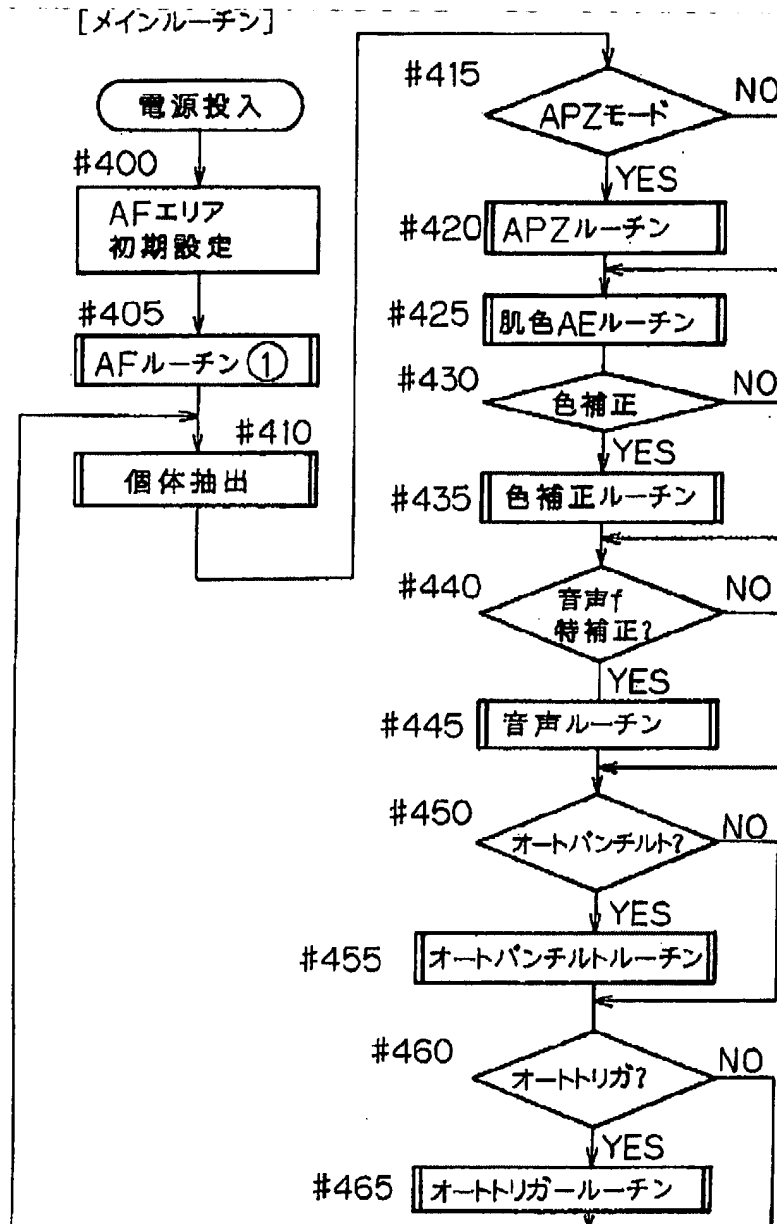 [メインルーチン]
電源投入
#400
AFエリア
初期設定
#405
AFルーチン①
#410
個体抽出
#415
APZモード
NO
YES
#420
APZルーチン
#425
肌色AEルーチン
#430
色補正
NO
YES
#435
色補正ルーチン
#440
音声f
特補正?
NO
YES
#445
音声ルーチン
#450
オートパンチルト?
NO
YES
#455
オートパンチルトルーチン
#460
オートトリガ?
NO
YES
#465
オートトリガールーチン